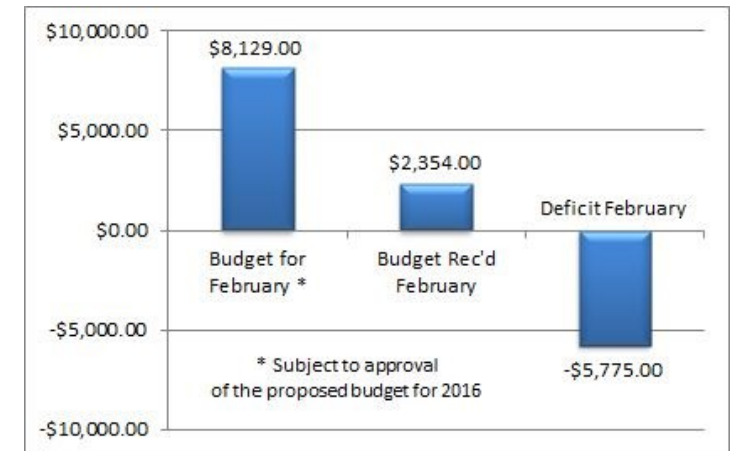 $10,000.00
$8,129.00
$5,000.00
$2,354.00
Deficit February
$0.00
Budget for
February *
Budget Rec'd
February
-$5,000.00
* Subject to approval
of the proposed budget for 2016
-$5,775.00
-$10,000.00